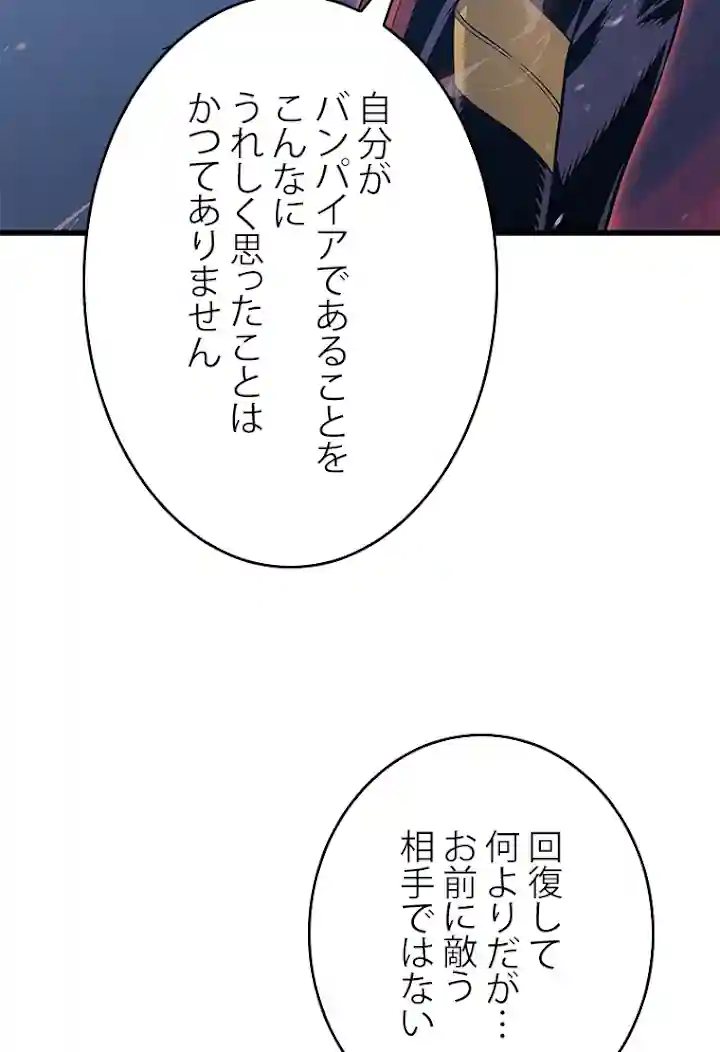 自分が
バンパイアであることを
こんなに
うれしく思ったことは
かつてありません
回復して
何よりだが…
お前に敵う
相手ではない